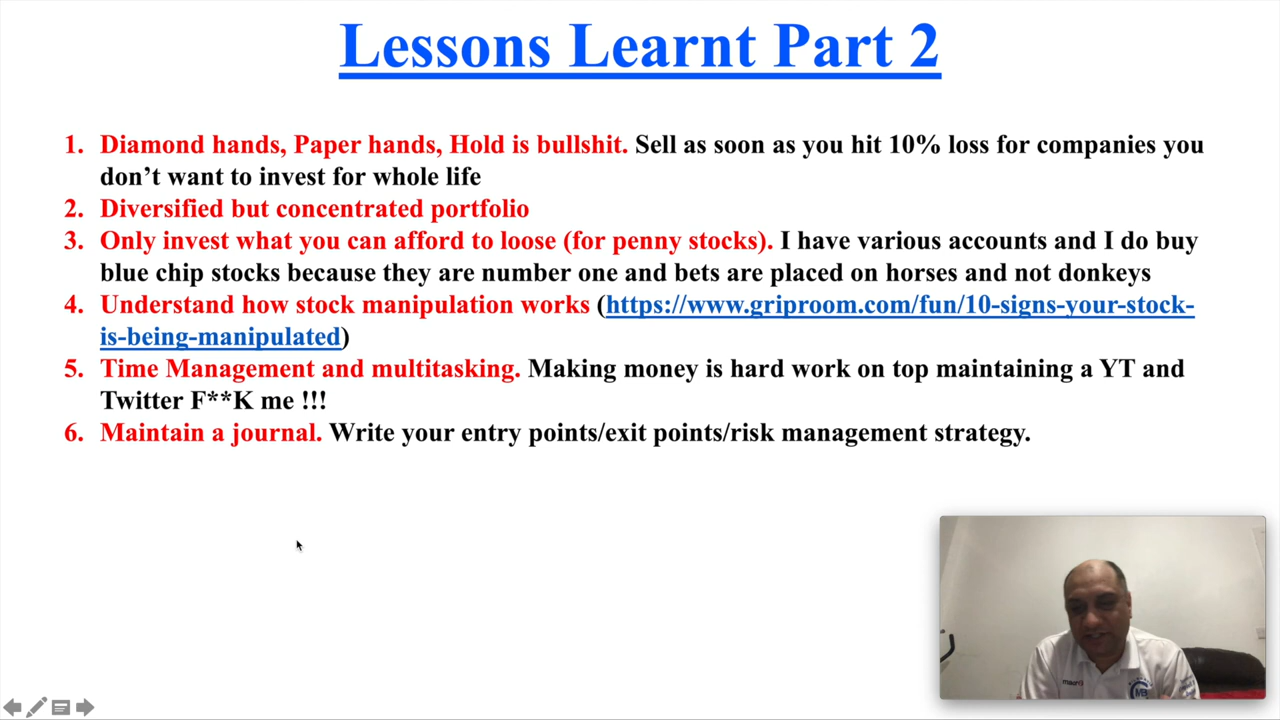 Lessons Learnt Part 2
1. Diamond hands, Paper hands, Hold is bullshit. Sell as soon as you hit 10% loss for companies you
don’t want to invest for whole life
2. Diversified but concentrated portfolio
3. Only invest what you can afford to loose (for penny stocks). I have various accounts and I do buy
blue chip stocks because they are number one and bets are placed on horses and not donkeys
4. Understand how stock manipulation works (https://www.griproom.com/fun/10-signs-your-stock-
is-being-manipulated)
5. Time Management and multitasking. Making money is hard work on top maintaining a YT and
Twitter F**K me !!!
6. Maintain a journal. Write your entry points/exit points/risk management strategy.